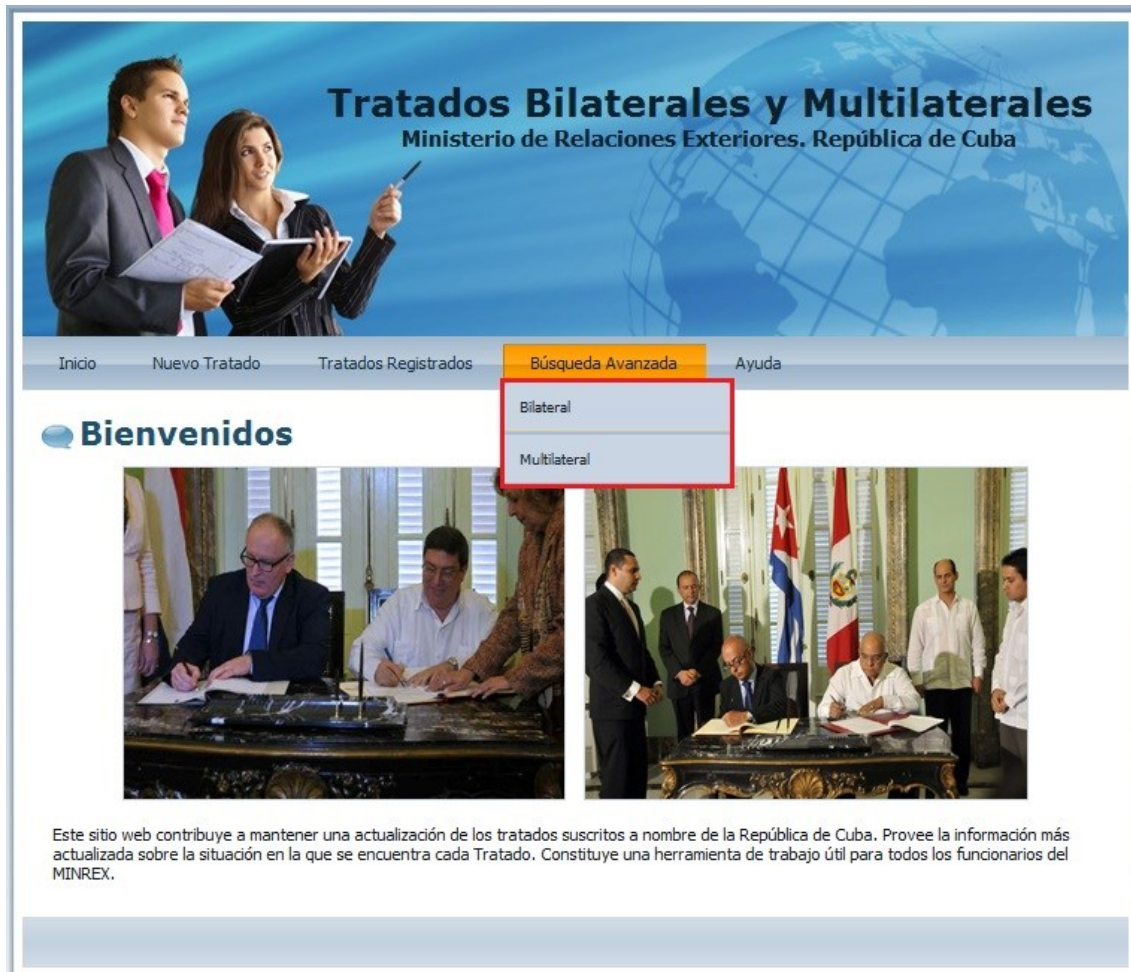 Tratados Bilaterales y Multilaterales
Ministerio de Relaciones Exteriores. República de Cuba
Inicio Nuevo Tratado Tratados Registrados Búsqueda Avanzada Ayuda
Bilateral
Multilateral
Bienvenidos
Este sitio web contribuye a mantener una actualización de los tratados suscritos a nombre de la República de Cuba. Provee la información más
actualizada sobre la situación en la que se encuentra cada Tratado. Constituye una herramienta de trabajo útil para todos los funcionarios del
MINREX.